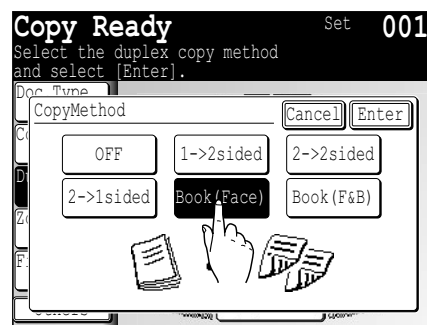 Copy Ready Set 001
Select the duplex copy method
and select [Enter].
Doc Type
CopyMethod Cancel Enter
OFF 1->2sided 2->2sided
2->1sided Book(Face) Book(F&B)